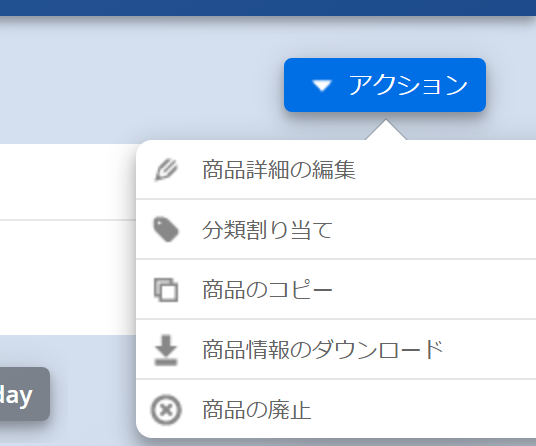 アクション
商品詳細の編集
分類割り当て
商品のコピー
商品情報のダウンロード
day
商品の廃止